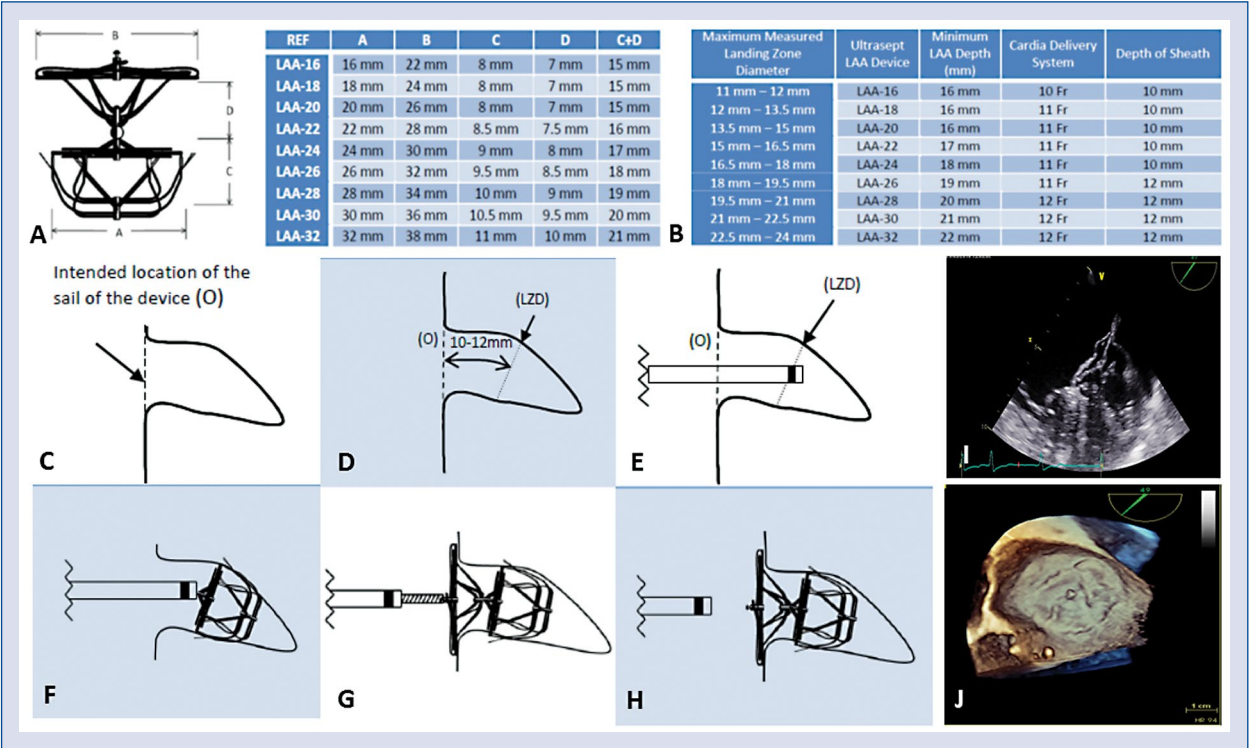 B
D
C
A
A
REF A B C D C+D
LAA-16 16 mm 22 mm 8 mm 7 mm 15 mm
LAA-18 18 mm 24 mm 8 mm 7 mm 15 mm
LAA-20 20 mm 26 mm 8 mm 7 mm 15 mm
LAA-22 22 mm 28 mm 8.5 mm 7.5 mm 16 mm
LAA-24 24 mm 30 mm 9 mm 8 mm 17 mm
LAA-26 26 mm 32 mm 9.5 mm 8.5 mm 18 mm
LAA-28 28 mm 34 mm 10 mm 9 mm 19 mm
LAA-30 30 mm 36 mm 10.5 mm 9.5 mm 20 mm
LAA-32 32 mm 38 mm 11 mm 10 mm 21 mm
B
Maximum Measured Landing Zone Diameter Ultrasept LAA Device Minimum LAA Depth (mm) Cardia Delivery System Depth of Sheath
11 mm – 12 mm LAA-16 16 mm 10 Fr 10 mm
12 mm – 13.5 mm LAA-18 16 mm 11 Fr 10 mm
13.5 mm – 15 mm LAA-20 16 mm 11 Fr 10 mm
15 mm – 16.5 mm LAA-22 17 mm 11 Fr 10 mm
16.5 mm – 18 mm LAA-24 18 mm 11 Fr 10 mm
18 mm – 19.5 mm LAA-26 19 mm 11 Fr 12 mm
19.5 mm – 21 mm LAA-28 20 mm 12 Fr 12 mm
21 mm – 22.5 mm LAA-30 21 mm 12 Fr 12 mm
22.5 mm – 24 mm LAA-32 22 mm 12 Fr 12 mm
Intended location of the
sail of the device (O)
C
(LZD)
(O)
10-12mm
D
(LZD)
(O)
E
V
F
G
H
49
J
1 cm
HR 94